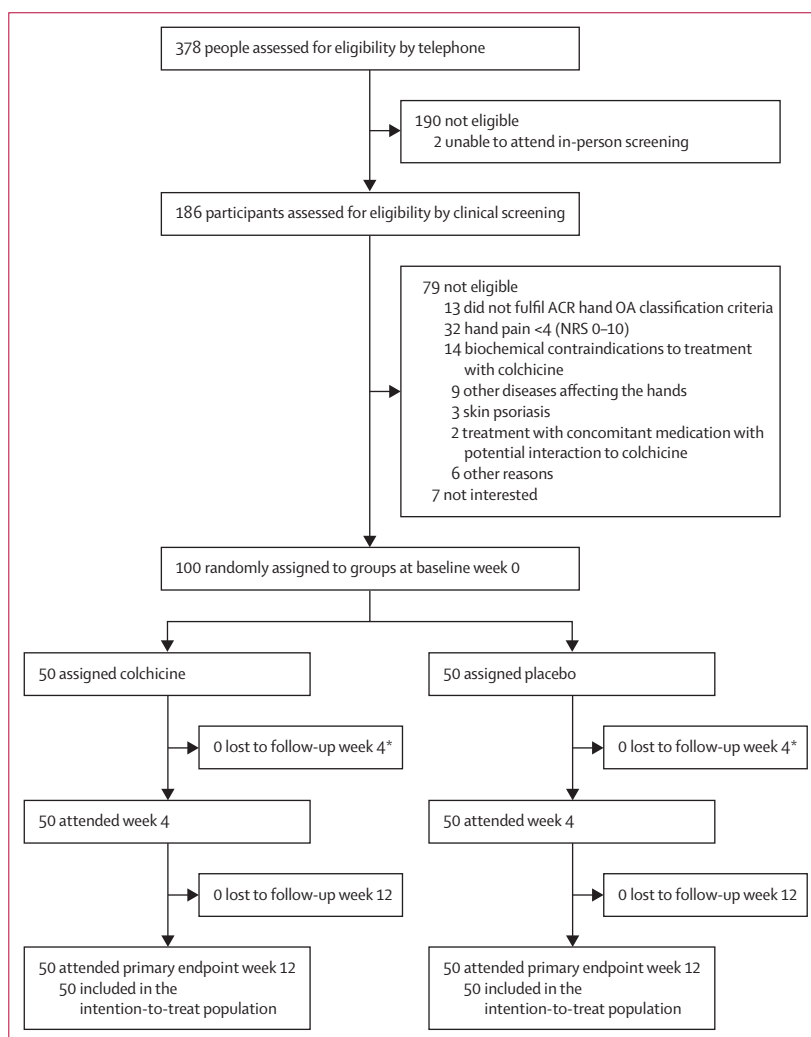 378 people assessed for eligibility by telephone
190 not eligible
2 unable to attend in-person screening
186 participants assessed for eligibility by clinical screening
79 not eligible
13 did not fulfil ACR hand OA classification criteria
32 hand pain <4 (NRS 0–10)
14 biochemical contraindications to treatment
with colchicine
9 other diseases affecting the hands
3 skin psoriasis
2 treatment with concomitant medication with
potential interaction to colchicine
6 other reasons
7 not interested
100 randomly assigned to groups at baseline week 0
50 assigned colchicine
50 assigned placebo
0 lost to follow-up week 4*
0 lost to follow-up week 4*
50 attended week 4
50 attended week 4
0 lost to follow-up week 12
0 lost to follow-up week 12
50 attended primary endpoint week 12
50 included in the
intention-to-treat population
50 attended primary endpoint week 12
50 included in the
intention-to-treat population